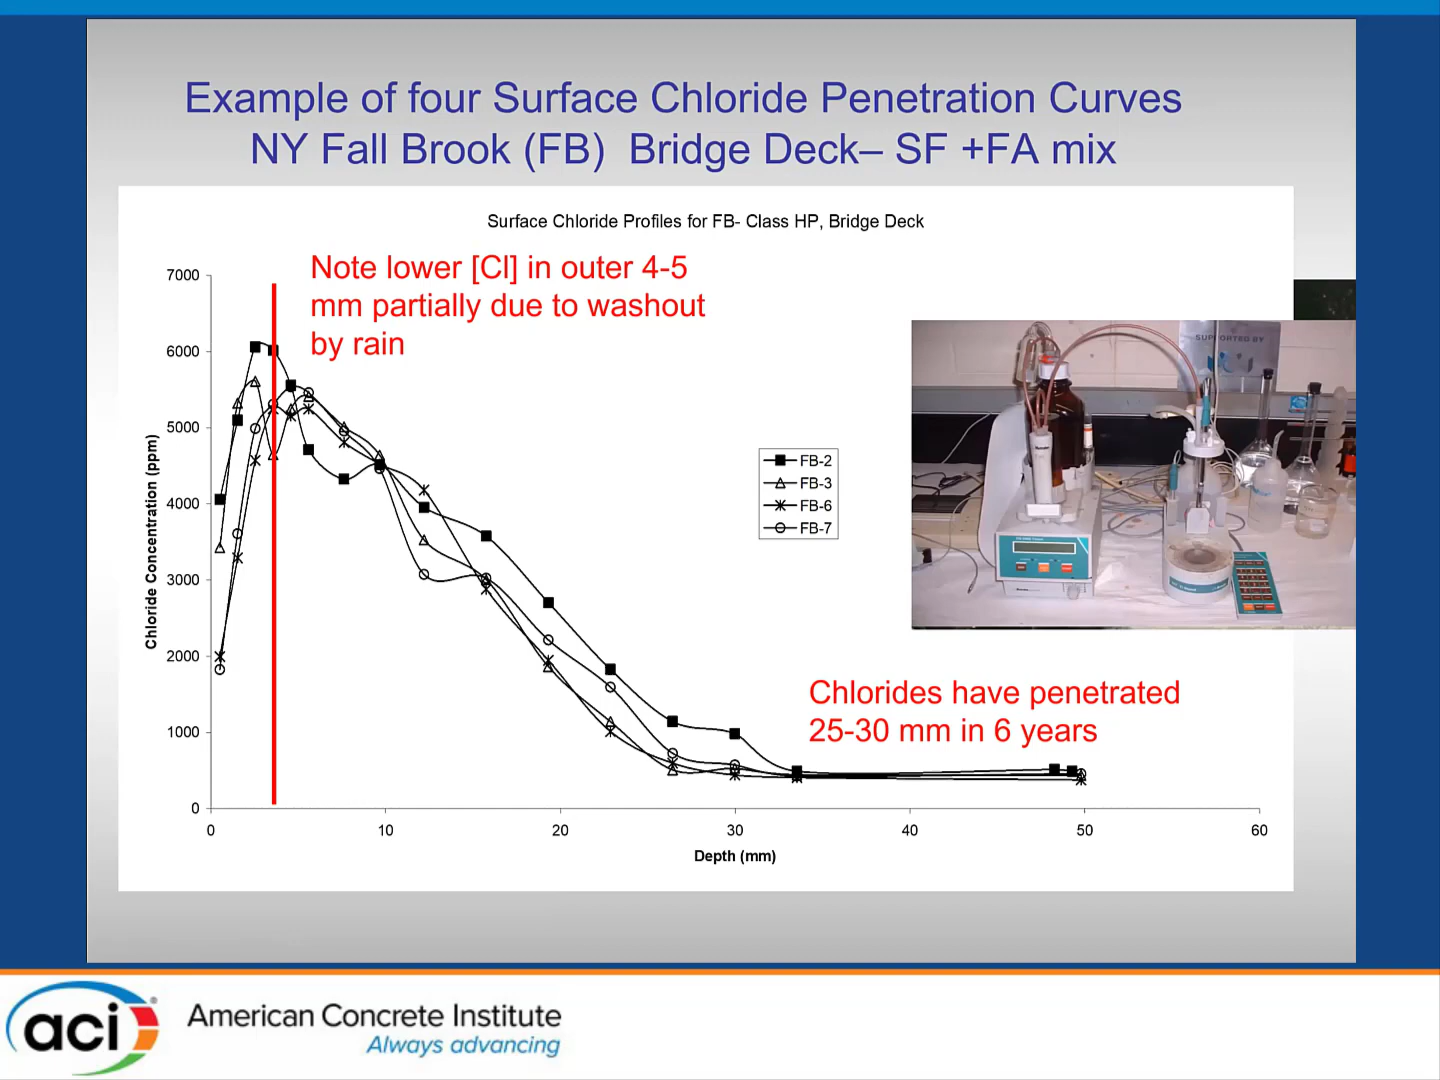 Example of four Surface Chloride Penetration Curves
NY Fall Brook (FB) Bridge Deck– SF +FA mix
Surface Chloride Profiles for FB- Class HP, Bridge Deck
Note lower [Cl] in outer 4-5
mm partially due to washout
by rain
7000
6000
5000
4000
3000
2000
1000
0
Chloride Concentration (ppm)
0 10 20 30 40 50 60
Depth (mm)
FB-2
FB-3
FB-6
FB-7
SUPPORTED BY
Chlorides have penetrated
25-30 mm in 6 years
aci
American Concrete Institute
Always advancing